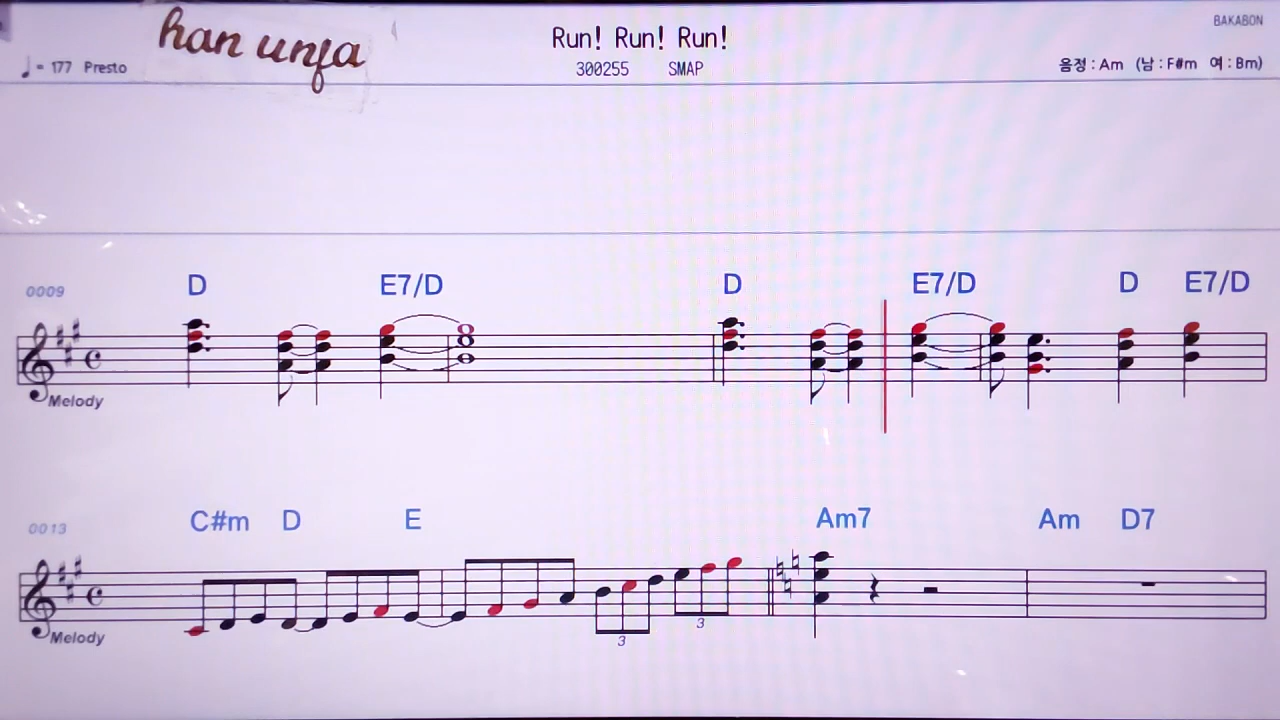 BAKABON
han unfa
Run! Run! Run!
♩ = 177 Presto
300255 SMAP
음정 : Am (남 : F#m 여 : Bm)
0009
D E7/D D E7/D D E7/D
Melody
0013
C#m D E Am7 Am D7
Melody
3
3